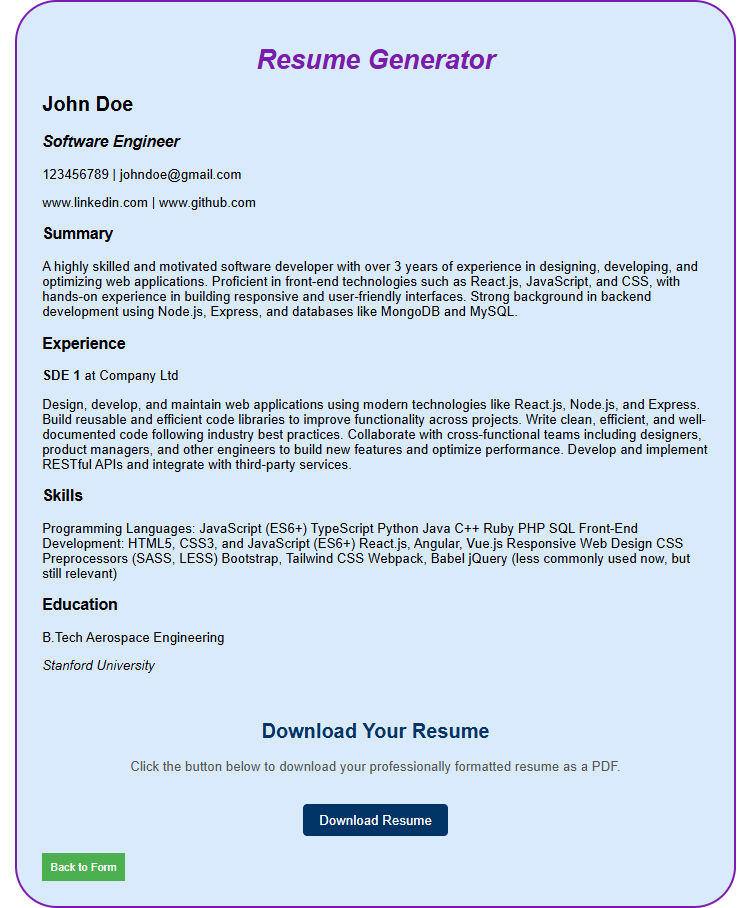 Resume Generator
John Doe
Software Engineer
123456789 | johndoe@gmail.com
www.linkedin.com | www.github.com
Summary
A highly skilled and motivated software developer with over 3 years of experience in designing, developing, and
optimizing web applications. Proficient in front-end technologies such as React.js, JavaScript, and CSS, with
hands-on experience in building responsive and user-friendly interfaces. Strong background in backend
development using Node.js, Express, and databases like MongoDB and MySQL.
Experience
SDE 1 at Company Ltd
Design, develop, and maintain web applications using modern technologies like React.js, Node.js, and Express.
Build reusable and efficient code libraries to improve functionality across projects. Write clean, efficient, and well-
documented code following industry best practices. Collaborate with cross-functional teams including designers,
product managers, and other engineers to build new features and optimize performance. Develop and implement
RESTful APIs and integrate with third-party services.
Skills
Programming Languages: JavaScript (ES6+) TypeScript Python Java C++ Ruby PHP SQL Front-End
Development: HTML5, CSS3, and JavaScript (ES6+) React.js, Angular, Vue.js Responsive Web Design CSS
Preprocessors (SASS, LESS) Bootstrap, Tailwind CSS Webpack, Babel jQuery (less commonly used now, but
still relevant)
Education
B.Tech Aerospace Engineering
Stanford University
Download Your Resume
Click the button below to download your professionally formatted resume as a PDF.
Download Resume
Back to Form